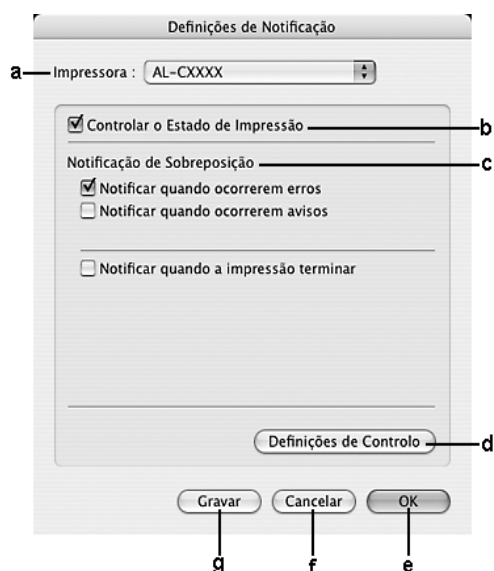 Definições de Notificação
a Impressora : AL-CXXXX
Controlar o Estado de Impressão b
Notificação de Sobreposição c
Notificar quando ocorrerem erros
Notificar quando ocorrerem avisos
Notificar quando a impressão terminar
Definições de Controlo d
Gravar Cancelar OK
g f e